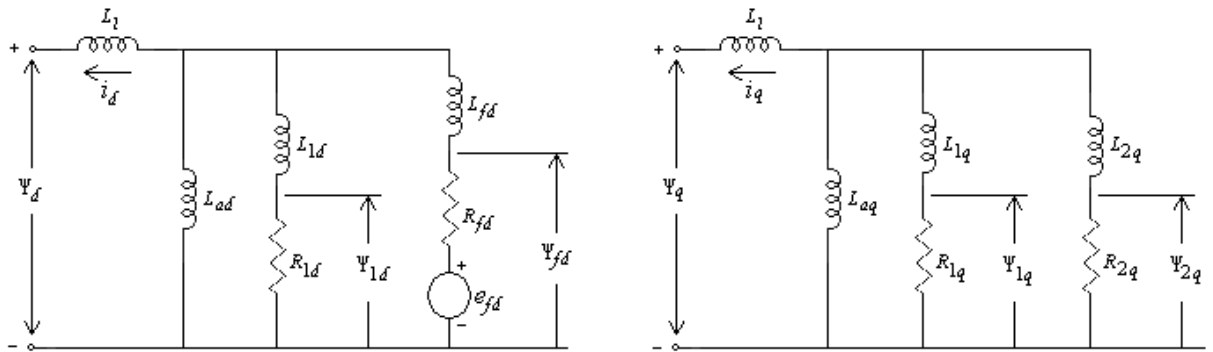 L_l
+
i_d
L_fd
L_1d
Ψ_d
L_ad
R_fd
R_1d
Ψ_1d
Ψ_fd
+
e_fd
−
−
L_l
+
i_q
L_1q
L_2q
Ψ_q
L_aq
R_1q
Ψ_1q
R_2q
Ψ_2q
−